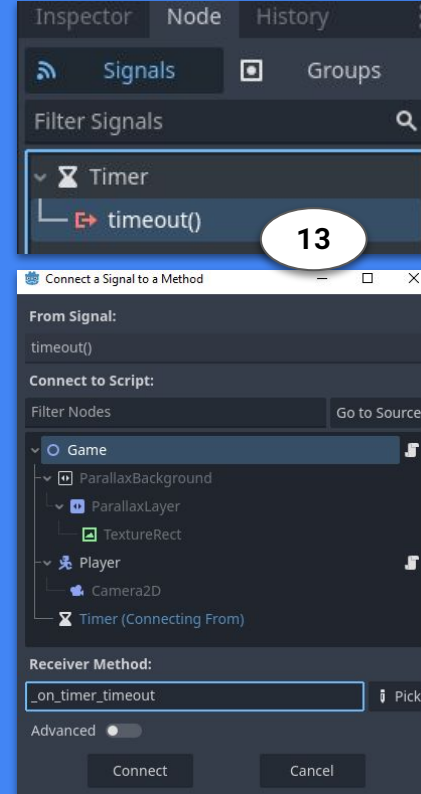 Inspector Node History
Signals Groups
Filter Signals
Timer
timeout()
13
Connect a Signal to a Method
From Signal:
timeout()
Connect to Script:
Filter Nodes Go to Source
Game
ParallaxBackground
ParallaxLayer
TextureRect
Player
Camera2D
Timer (Connecting From)
Receiver Method:
_on_timer_timeout Pick
Advanced
Connect Cancel